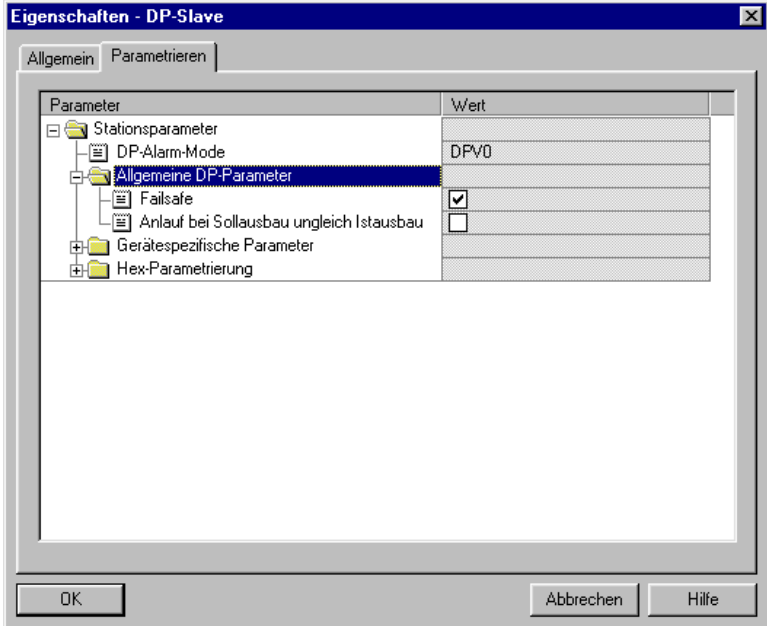 Eigenschaften - DP-Slave
Allgemein Parametrieren
Parameter Wert
Stationsparameter
DP-Alarm-Mode DPV0
Allgemeine DP-Parameter
Failsafe
Anlauf bei Sollausbau ungleich Istausbau
Gerätespezifische Parameter
Hex-Parametrierung
OK Abbrechen Hilfe